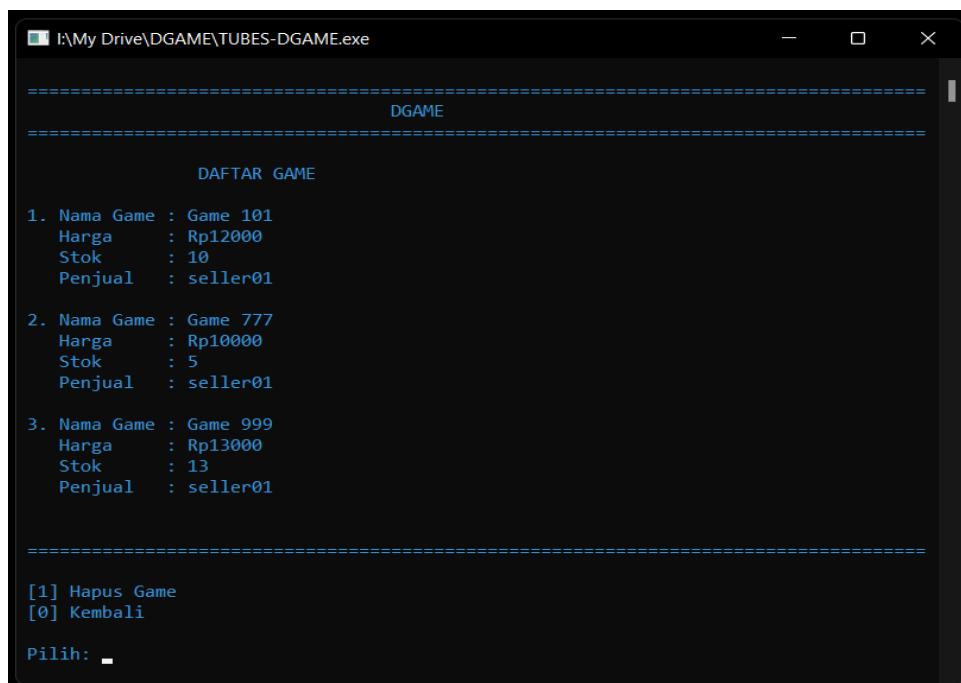 I:\My Drive\DGAME\TUBES-DGAME.exe
====================================================================================
DGAME
====================================================================================
DAFTAR GAME
1. Nama Game : Game 101
Harga : Rp12000
Stok : 10
Penjual : seller01
2. Nama Game : Game 777
Harga : Rp10000
Stok : 5
Penjual : seller01
3. Nama Game : Game 999
Harga : Rp13000
Stok : 13
Penjual : seller01
====================================================================================
[1] Hapus Game
[0] Kembali
Pilih: